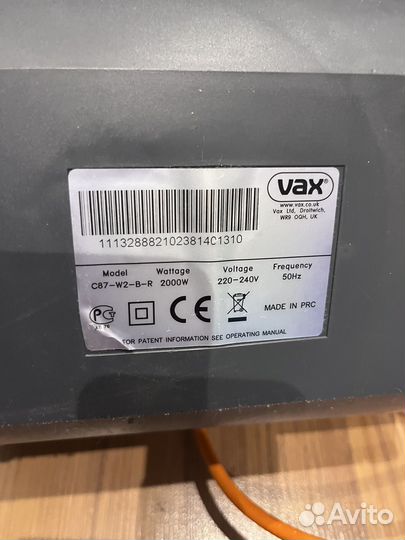 vax®
www.vax.co.uk
Vax Ltd, Droitwich,
WR9 0QH, UK
1113288821023814C1310
Model Wattage Voltage Frequency
C87-W2-B-R 2000W 220-240V 50Hz
CE
MADE IN PRC
FOR PATENT INFORMATION SEE OPERATING MANUAL
Avito